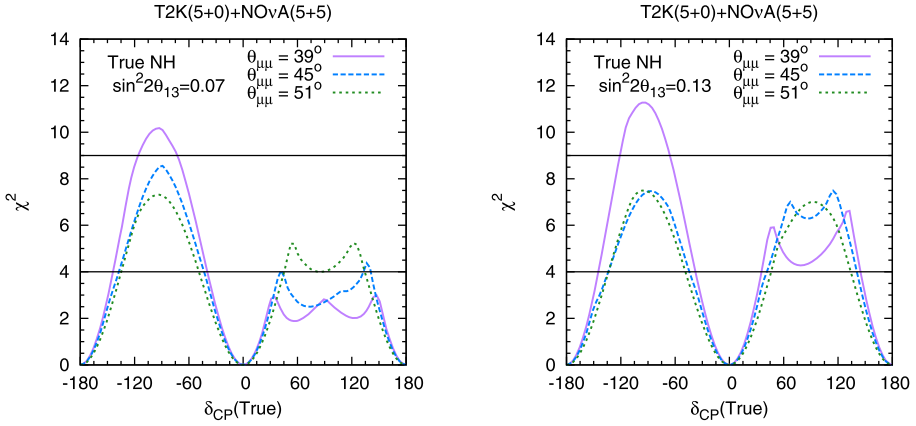 T2K(5+0)+NOνA(5+5)
True NH
sin²2θ₁₃=0.07
θμμ = 39°
θμμ = 45°
θμμ = 51°
χ²
14
12
10
8
6
4
2
0
-180 -120 -60 0 60 120 180
δCP(True)
T2K(5+0)+NOνA(5+5)
True NH
sin²2θ₁₃=0.13
θμμ = 39°
θμμ = 45°
θμμ = 51°
χ²
14
12
10
8
6
4
2
0
-180 -120 -60 0 60 120 180
δCP(True)